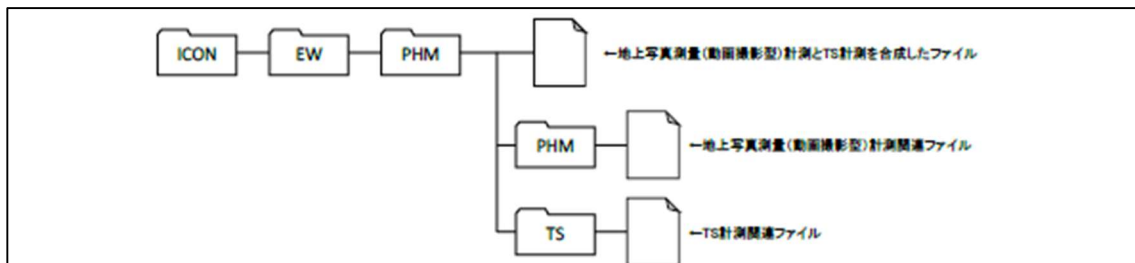 ICON EW PHM ←地上写真測量(動画撮影型)計測とTS計測を合成したファイル
PHM ←地上写真測量(動画撮影型)計測関連ファイル
TS ←TS計測関連ファイル